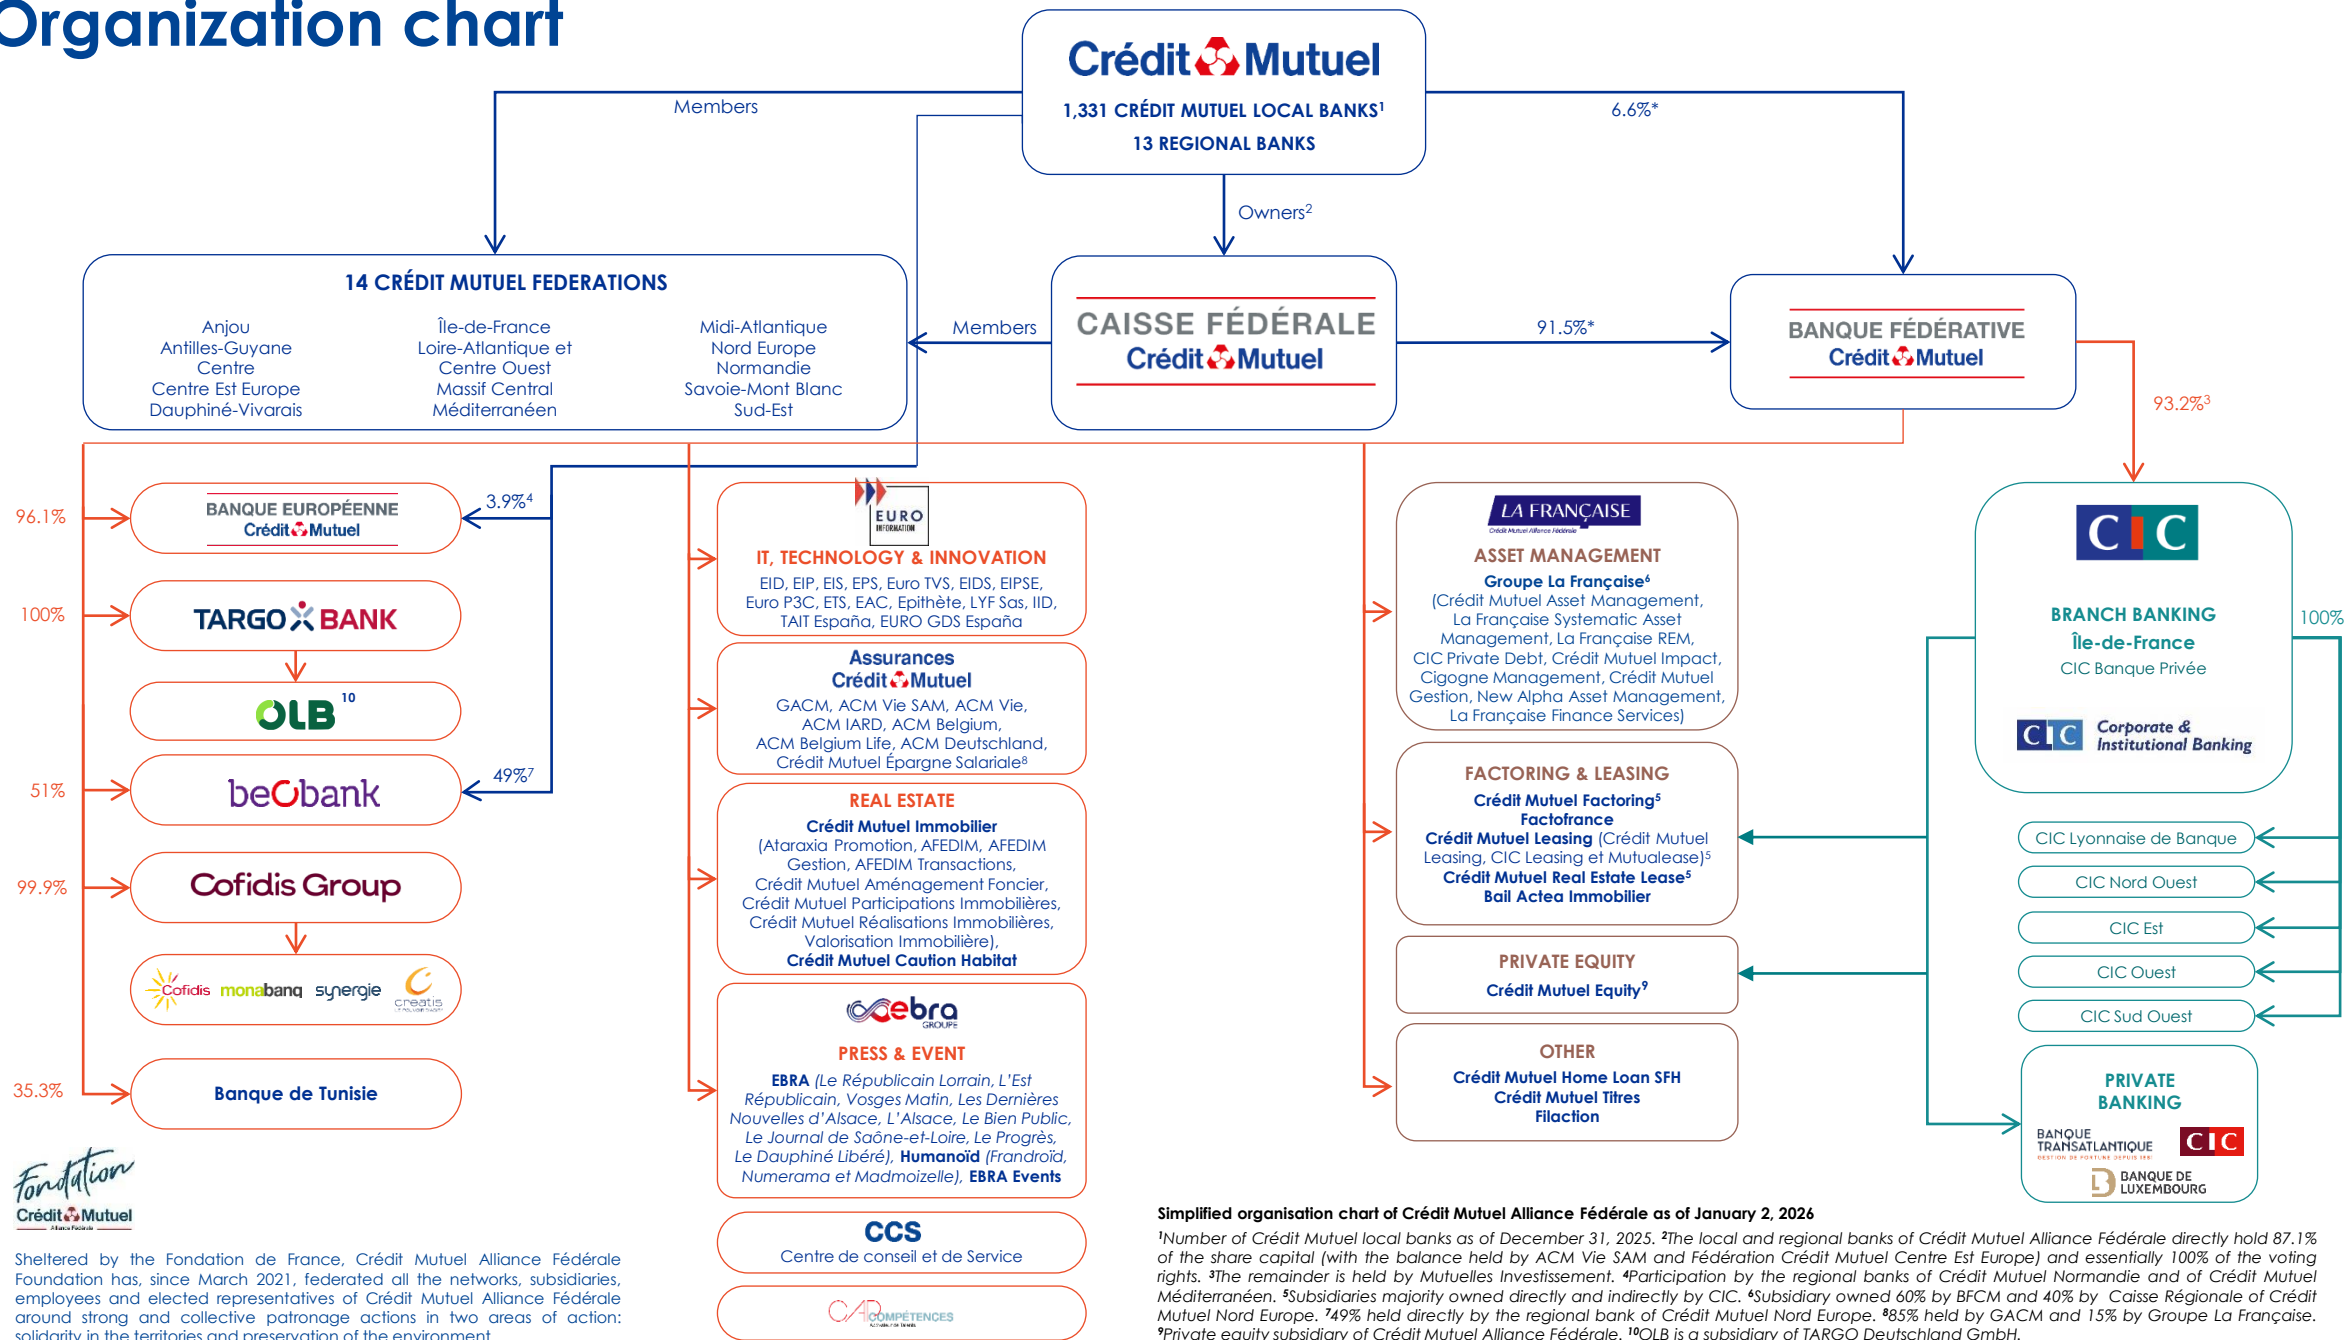 Organization chart
Crédit Mutuel
1,331 CRÉDIT MUTUEL LOCAL BANKS¹
13 REGIONAL BANKS
Members
6.6%*
Owners²
14 CRÉDIT MUTUEL FEDERATIONS
Anjou
Antilles-Guyane
Centre
Centre Est Europe
Dauphiné-Vivarais
Île-de-France
Loire-Atlantique et
Centre Ouest
Massif Central
Méditerranéen
Midi-Atlantique
Nord Europe
Normandie
Savoie-Mont Blanc
Sud-Est
Members
CAISSE FÉDÉRALE
Crédit Mutuel
91.5%*
BANQUE FÉDÉRATIVE
Crédit Mutuel
93.2%³
96.1%
BANQUE EUROPÉENNE
Crédit Mutuel
3.9%⁴
100%
TARGO BANK
OLB ¹⁰
51%
beobank
49%⁷
99.9%
Cofidis Group
Cofidis monabanq synergie creatis
35.3%
Banque de Tunisie
EURO
INFORMATION
IT, TECHNOLOGY & INNOVATION
EID, EIP, EIS, EPS, Euro TVS, EIDS, EIPSE,
Euro P3C, ETS, EAC, Epithète, LYF Sas, IID,
TAIT España, EURO GDS España
Assurances
Crédit Mutuel
GACM, ACM Vie SAM, ACM Vie,
ACM IARD, ACM Belgium,
ACM Belgium Life, ACM Deutschland,
Crédit Mutuel Épargne Salariale⁸
REAL ESTATE
Crédit Mutuel Immobilier
(Ataraxia Promotion, AFEDIM, AFEDIM
Gestion, AFEDIM Transactions,
Crédit Mutuel Aménagement Foncier,
Crédit Mutuel Participations Immobilières,
Crédit Mutuel Réalisations Immobilières,
Valorisation Immobilière),
Crédit Mutuel Caution Habitat
ebra
GROUPE
PRESS & EVENT
EBRA (Le Républicain Lorrain, L'Est
Républicain, Vosges Matin, Les Dernières
Nouvelles d'Alsace, L'Alsace, Le Bien Public,
Le Journal de Saône-et-Loire, Le Progrès,
Le Dauphiné Libéré), Humanoïd (Frandroïd,
Numerama et Madmoizelle), EBRA Events
CCS
Centre de conseil et de Service
CAP COMPÉTENCES
LA FRANÇAISE
Crédit Mutuel Alliance Fédérale
ASSET MANAGEMENT
Groupe La Française⁶
(Crédit Mutuel Asset Management,
La Française Systematic Asset
Management, La Française REM,
CIC Private Debt, Crédit Mutuel Impact,
Cigogne Management, Crédit Mutuel
Gestion, New Alpha Asset Management,
La Française Finance Services)
FACTORING & LEASING
Crédit Mutuel Factoring⁵
Factofrance
Crédit Mutuel Leasing (Crédit Mutuel
Leasing, CIC Leasing et Mutualease)⁵
Crédit Mutuel Real Estate Lease⁵
Bail Actea Immobilier
PRIVATE EQUITY
Crédit Mutuel Equity⁹
OTHER
Crédit Mutuel Home Loan SFH
Crédit Mutuel Titres
Filaction
CIC
BRANCH BANKING
Île-de-France
CIC Banque Privée
CIC Corporate &
Institutional Banking
100%
CIC Lyonnaise de Banque
CIC Nord Ouest
CIC Est
CIC Ouest
CIC Sud Ouest
PRIVATE
BANKING
BANQUE
TRANSATLANTIQUE
GESTION DE FORTUNE DEPUIS 1881
CIC
BANQUE DE
LUXEMBOURG
Fondation
Crédit Mutuel
Alliance Fédérale
Sheltered by the Fondation de France, Crédit Mutuel Alliance Fédérale
Foundation has, since March 2021, federated all the networks, subsidiaries,
employees and elected representatives of Crédit Mutuel Alliance Fédérale
around strong and collective patronage actions in two areas of action:
solidarity in the territories and preservation of the environment
Simplified organisation chart of Crédit Mutuel Alliance Fédérale as of January 2, 2026
¹Number of Crédit Mutuel local banks as of December 31, 2025. ²The local and regional banks of Crédit Mutuel Alliance Fédérale directly hold 87.1%
of the share capital (with the balance held by ACM Vie SAM and Fédération Crédit Mutuel Centre Est Europe) and essentially 100% of the voting
rights. ³The remainder is held by Mutuelles Investissement. ⁴Participation by the regional banks of Crédit Mutuel Normandie and of Crédit Mutuel
Méditerranéen. ⁵Subsidiaries majority owned directly and indirectly by CIC. ⁶Subsidiary owned 60% by BFCM and 40% by Caisse Régionale of Crédit
Mutuel Nord Europe. ⁷49% held directly by the regional bank of Crédit Mutuel Nord Europe. ⁸85% held by GACM and 15% by Groupe La Française.
⁹Private equity subsidiary of Crédit Mutuel Alliance Fédérale. ¹⁰OLB is a subsidiary of TARGO Deutschland GmbH.